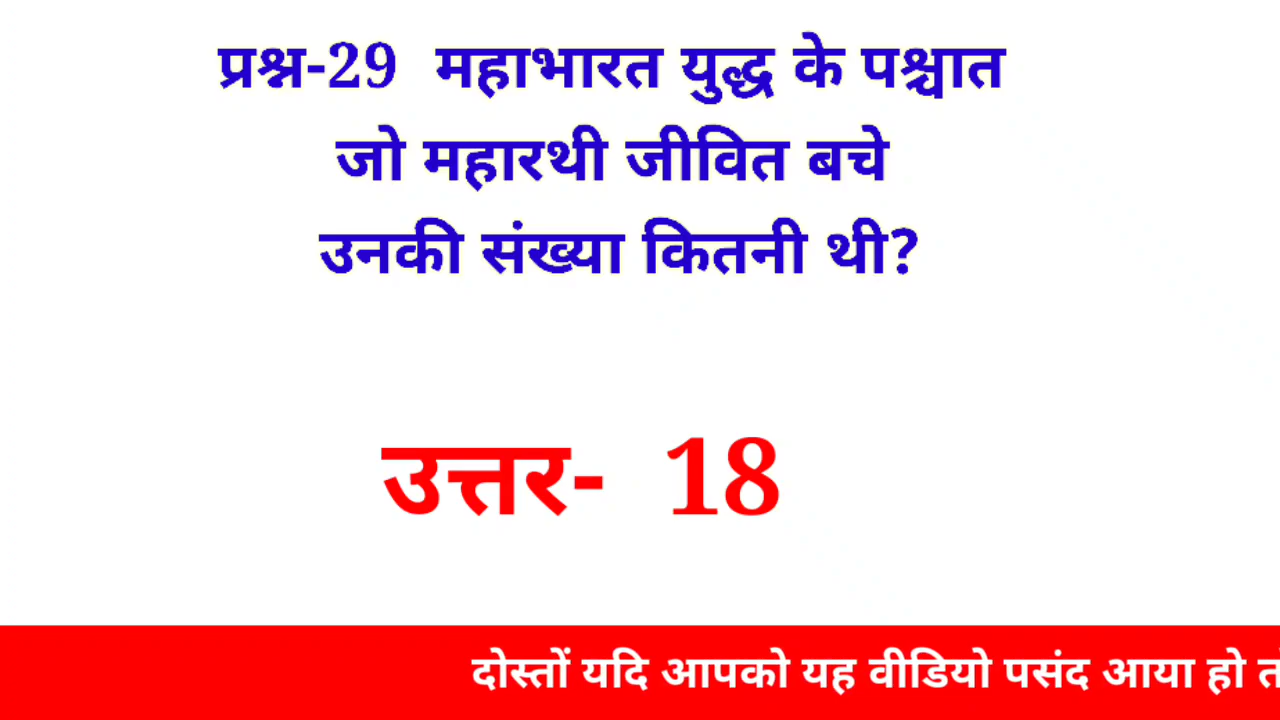 प्रश्न-29 महाभारत युद्ध के पश्चात
जो महारथी जीवित बचे
उनकी संख्या कितनी थी?
उत्तर- 18
दोस्तों यदि आपको यह वीडियो पसंद आया हो